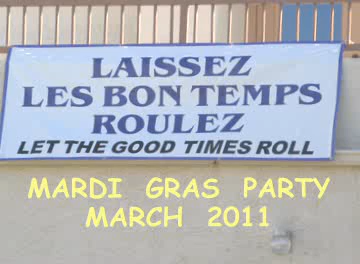 LAISSEZ
LES BON TEMPS
ROULEZ
LET THE GOOD TIMES ROLL
MARDI GRAS PARTY
MARCH 2011